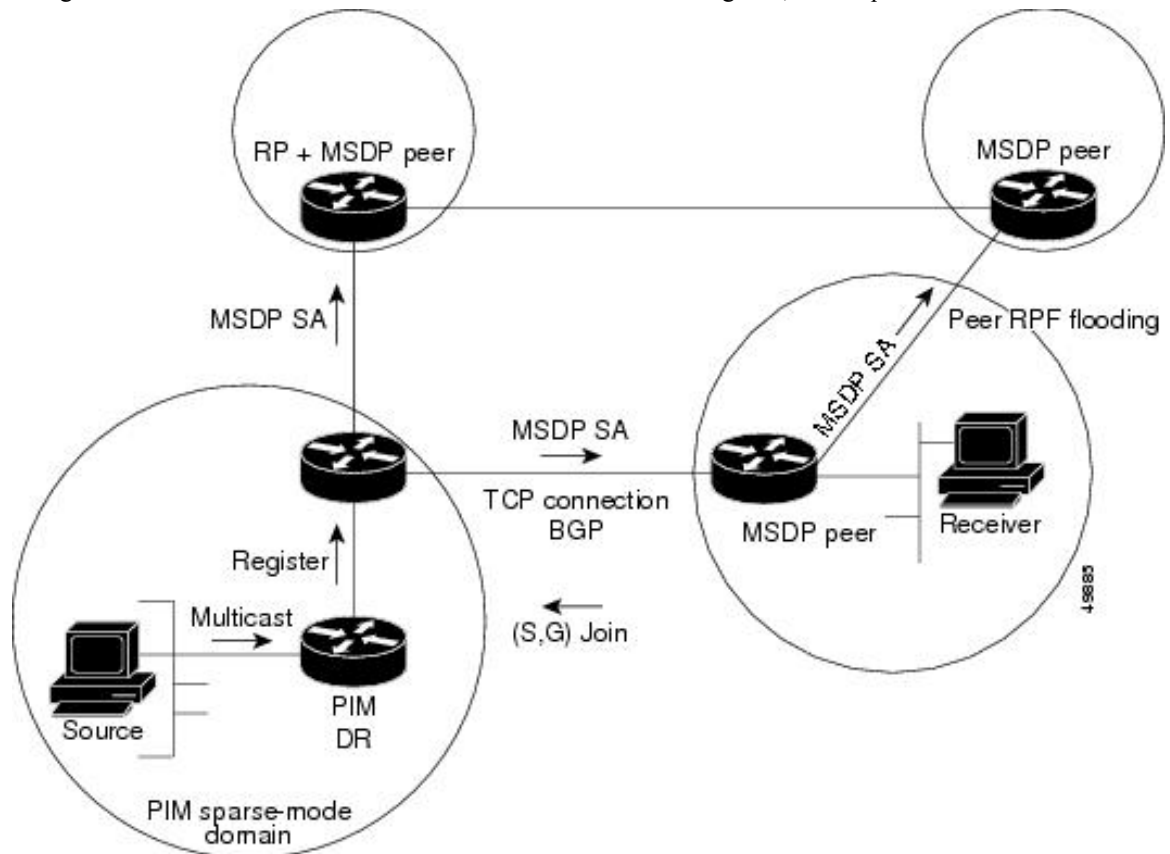 RP + MSDP peer
MSDP peer
MSDP SA
Peer RPF flooding
MSDP SA
MSDP SA
TCP connection
BGP
MSDP peer
Receiver
Register
Multicast
(S,G) Join
Source
PIM
DR
PIM sparse-mode
domain
49885